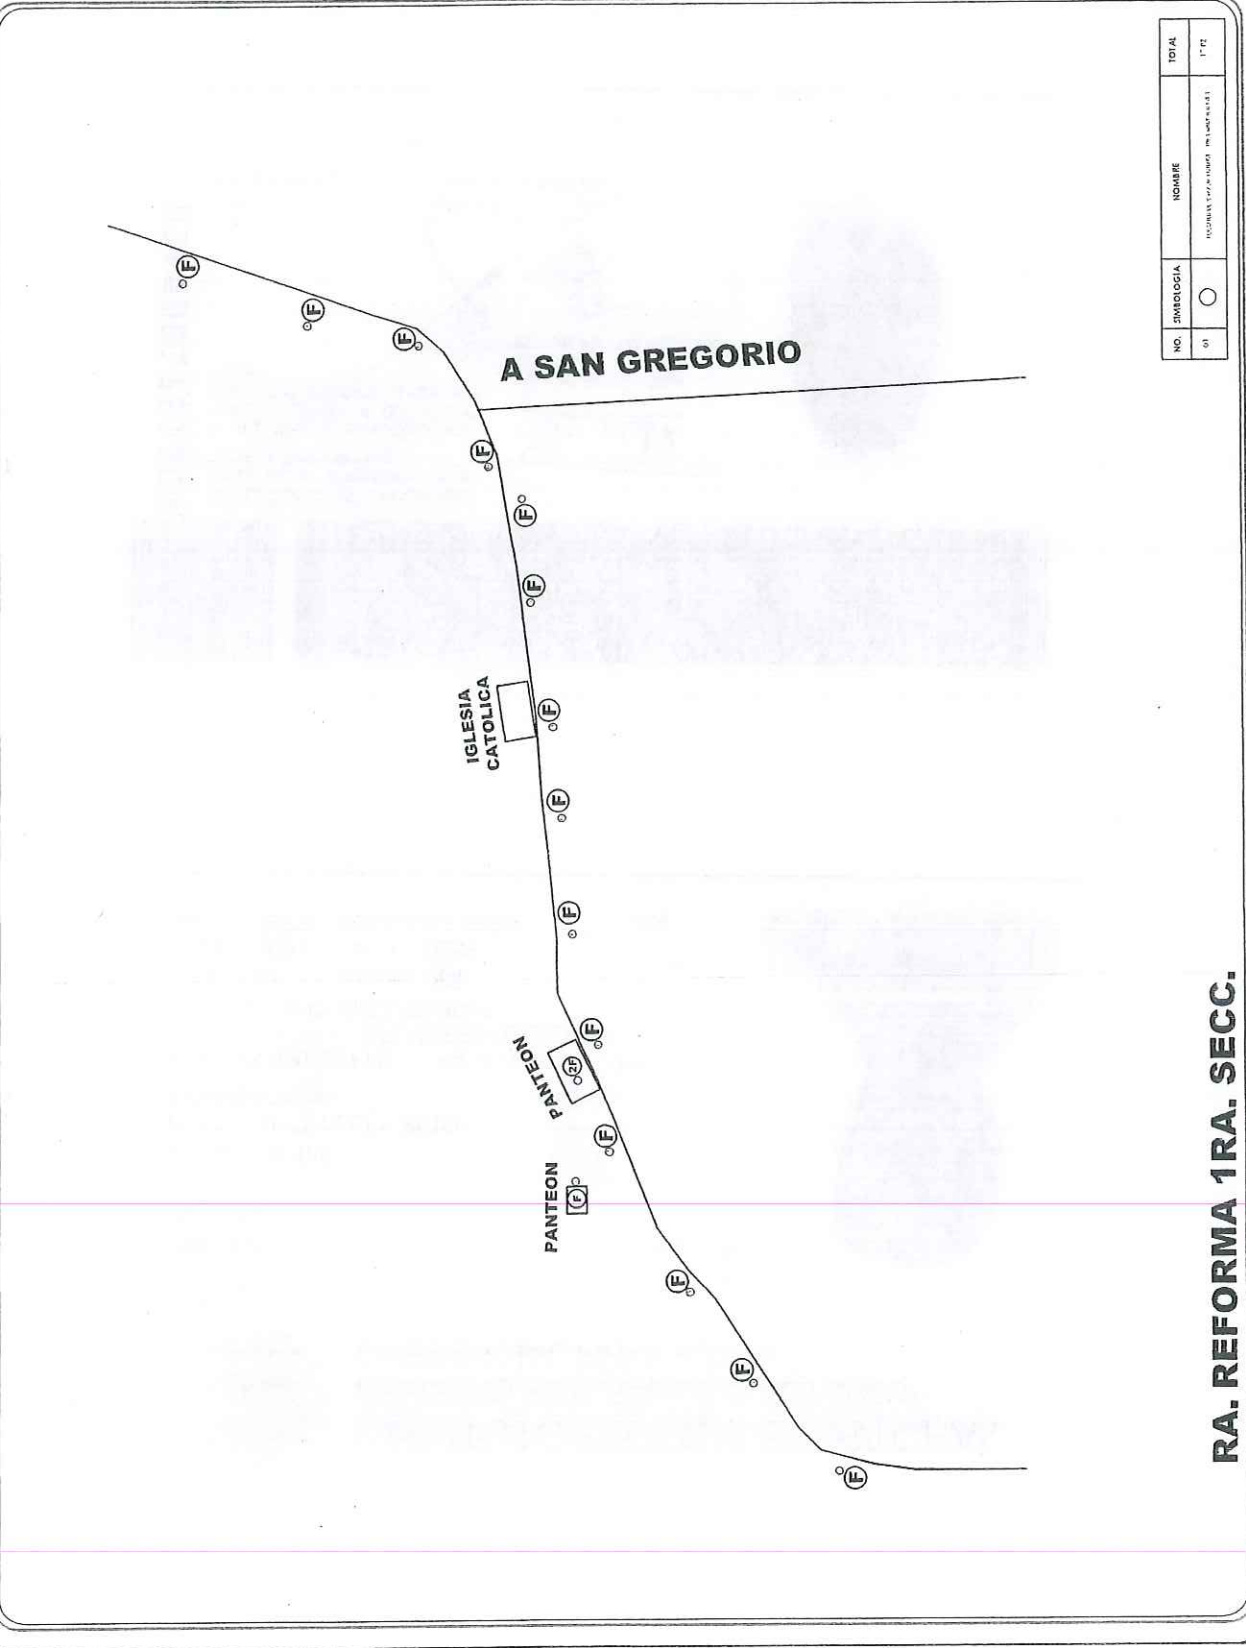 A SAN GREGORIO
IGLESIA
CATOLICA
PANTEON
PANTEON
F
F
F
F
F
F
F
F
F
F
2F
F
F
F
F
F
RA. REFORMA 1RA. SECC.
NO. SIMBOLOGIA NOMBRE TOTAL
01